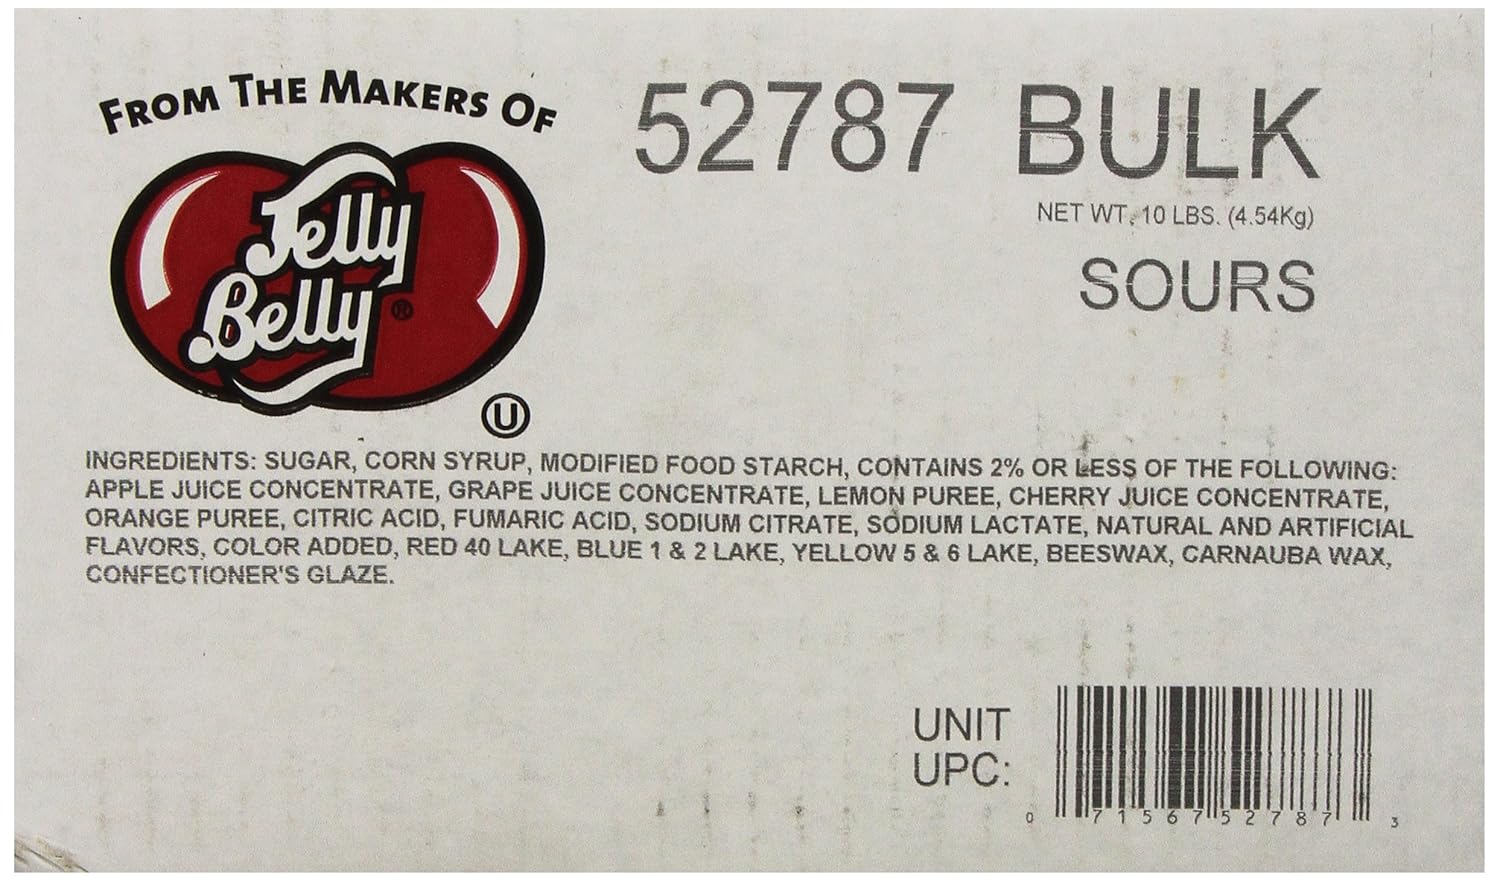 FROM THE MAKERS OF
Jelly
Belly®
U
52787 BULK
NET WT. 10 LBS. (4.54Kg)
SOURS
INGREDIENTS: SUGAR, CORN SYRUP, MODIFIED FOOD STARCH, CONTAINS 2% OR LESS OF THE FOLLOWING:
APPLE JUICE CONCENTRATE, GRAPE JUICE CONCENTRATE, LEMON PUREE, CHERRY JUICE CONCENTRATE,
ORANGE PUREE, CITRIC ACID, FUMARIC ACID, SODIUM CITRATE, SODIUM LACTATE, NATURAL AND ARTIFICIAL
FLAVORS, COLOR ADDED, RED 40 LAKE, BLUE 1 & 2 LAKE, YELLOW 5 & 6 LAKE, BEESWAX, CARNAUBA WAX,
CONFECTIONER'S GLAZE.
UNIT
UPC:
0 71567 52787 3